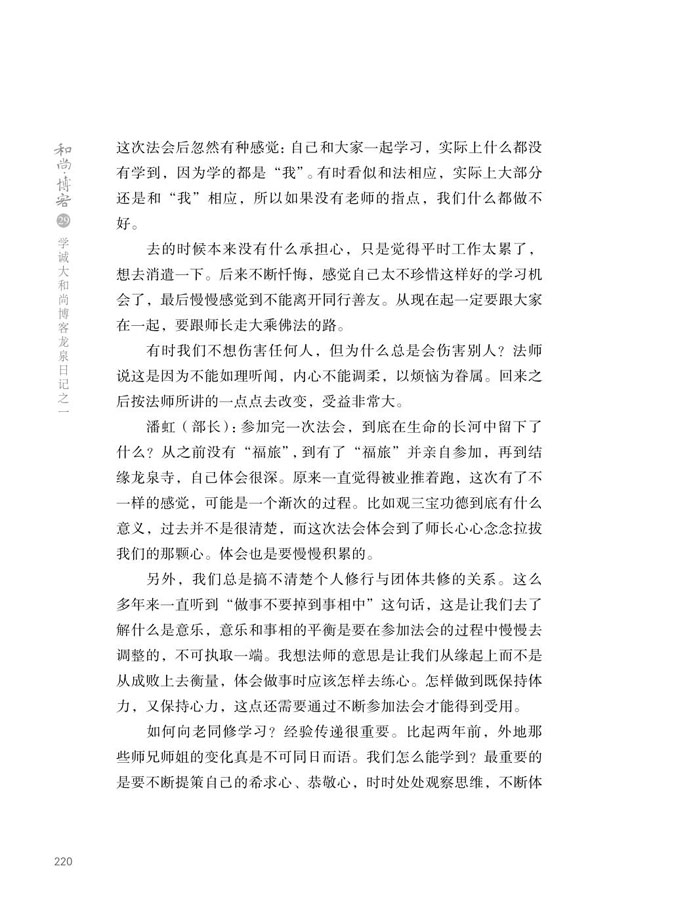 和尚·博客
29
学诚大和尚博客龙泉日记之一
这次法会后忽然有种感觉：自己和大家一起学习，实际上什么都没
有学到，因为学的都是“我”。有时看似和法相应，实际上大部分
还是和“我”相应，所以如果没有老师的指点，我们什么都做不
好。
去的时候本来没有什么承担心，只是觉得平时工作太累了，
想去消遣一下。后来不断忏悔，感觉自己太不珍惜这样好的学习机
会了，最后慢慢感觉到不能离开同行善友。从现在起一定要跟大家
在一起，要跟师长走大乘佛法的路。
有时我们不想伤害任何人，但为什么总是会伤害别人？法师
说这是因为不能如理听闻，内心不能调柔，以烦恼为眷属。回来之
后按法师所讲的一点点去改变，受益非常大。
潘虹（部长）：参加完一次法会，到底在生命的长河中留下了
什么？从之前没有“福旅”，到有了“福旅”并亲自参加，再到结
缘龙泉寺，自己体会很深。原来一直觉得被业推着跑，这次有了不
一样的感觉，可能是一个渐次的过程。比如观三宝功德到底有什么
意义，过去并不是很清楚，而这次法会体会到了师长心心念念拉拔
我们的那颗心。体会也是要慢慢积累的。
另外，我们总是搞不清楚个人修行与团体共修的关系。这么
多年来一直听到“做事不要掉到事相中”这句话，这是让我们去了
解什么是意乐，意乐和事相的平衡是要在参加法会的过程中慢慢去
调整的，不可执取一端。我想法师的意思是让我们从缘起上而不是
从成败上去衡量，体会做事时应该怎样去练心。怎样做到既保持体
力，又保持心力，这点还需要通过不断参加法会才能得到受用。
如何向老同修学习？经验传递很重要。比起两年前，外地那
些师兄师姐的变化真是不可同日而语。我们怎么能学到？最重要的
是要不断提策自己的希求心、恭敬心，时时处处观察思维，不断体
220